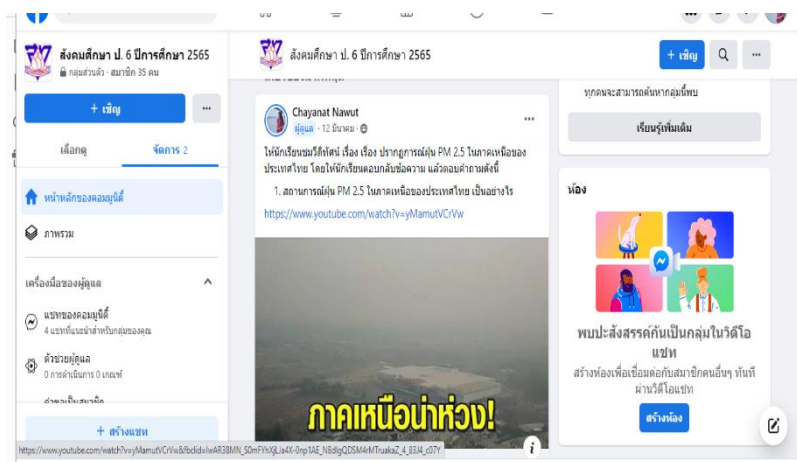 สังคมศึกษา ป. 6 ปีการศึกษา 2565
กลุ่มส่วนตัว · สมาชิก 35 คน
+ เชิญ
เลือกดู
จัดการ 2
หน้าหลักของคอมมูนิตี้
ภาพรวม
เครื่องมือของผู้ดูแล
แชทของคอมมูนิตี้
4 แชทที่แนะนำสำหรับกลุ่มของคุณ
ตัวช่วยผู้ดูแล
0 การดำเนินการ 0 เกณฑ์
คำขอเป็นสมาชิก
+ สร้างแชท
สังคมศึกษา ป. 6 ปีการศึกษา 2565
+ เชิญ
Chayanat Nawut
ผู้ดูแล · 12 มีนาคม
ให้นักเรียนชมวีดิทัศน์ เรื่อง เรื่อง ปรากฏการณ์ฝุ่น PM 2.5 ในภาคเหนือของ
ประเทศไทย โดยให้นักเรียนตอบกลับข้อความ แล้วตอบคำถามดังนี้
1. สถานการณ์ฝุ่น PM 2.5 ในภาคเหนือของประเทศไทย เป็นอย่างไร
https://www.youtube.com/watch?v=yMamutVCrVw
ภาคเหนือน่าห่วง!
ทุกคนจะสามารถค้นหากลุ่มนี้พบ
เรียนรู้เพิ่มเติม
ห้อง
พบปะสังสรรค์กันเป็นกลุ่มในวิดีโอ
แชท
สร้างห้องเพื่อเชื่อมต่อกับสมาชิกคนอื่นๆ ทันที
ผ่านวิดีโอแชท
สร้างห้อง